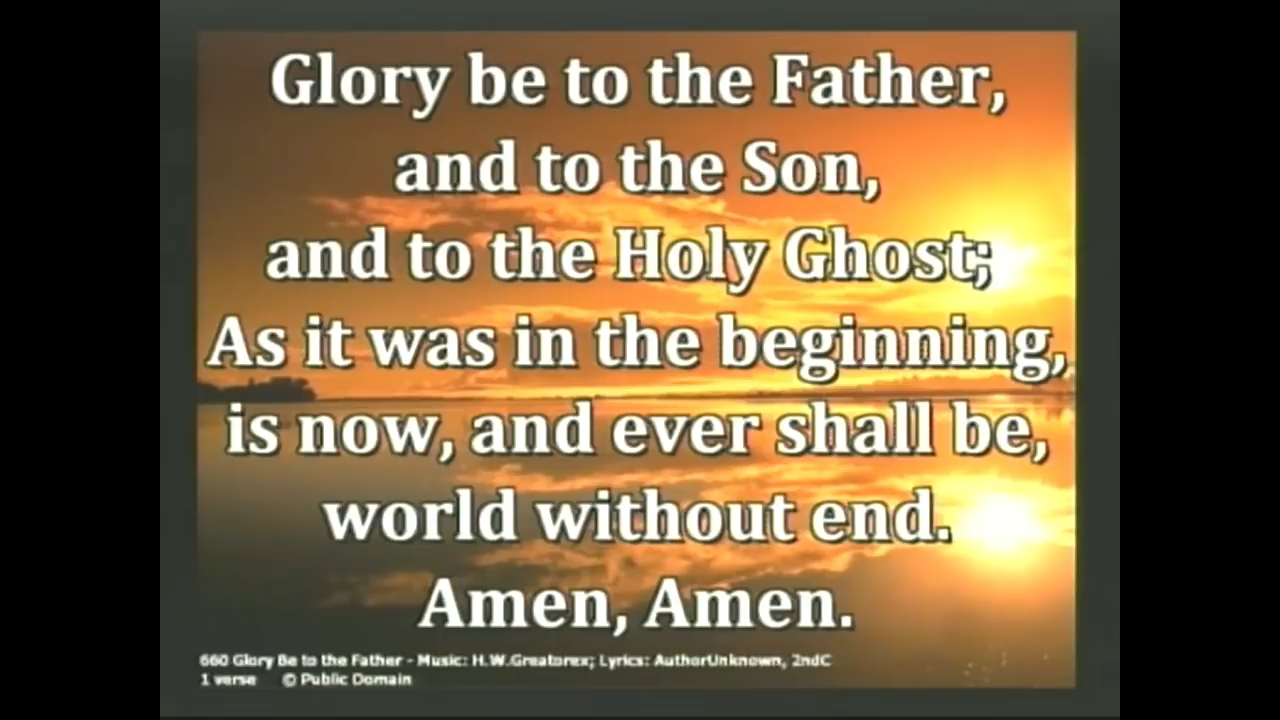 Glory be to the Father,
and to the Son,
and to the Holy Ghost;
As it was in the beginning,
is now, and ever shall be,
world without end.
Amen, Amen.
660 Glory Be to the Father - Music: H.W.Greatorex; Lyrics: AuthorUnknown, 2ndC
1 verse © Public Domain